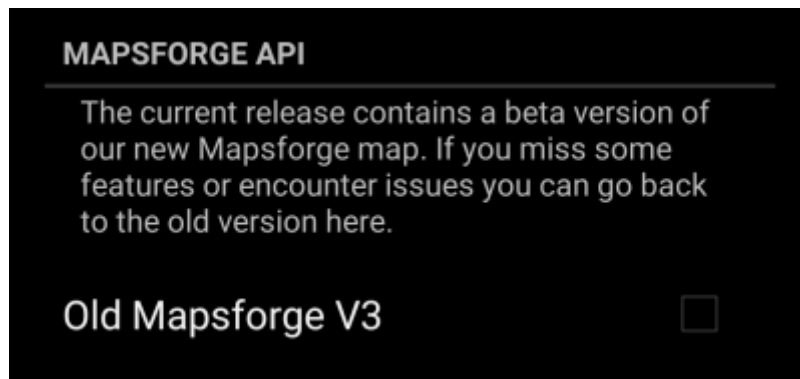 MAPSFORGE API
The current release contains a beta version of
our new Mapsforge map. If you miss some
features or encounter issues you can go back
to the old version here.
Old Mapsforge V3